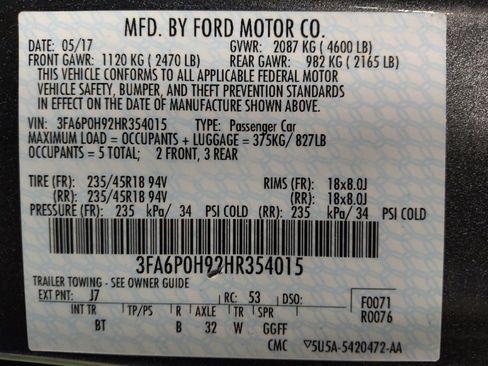 MFD. BY FORD MOTOR CO.
DATE: 05/17 GVWR: 2087 KG ( 4600 LB)
FRONT GAWR: 1120 KG ( 2470 LB) REAR GAWR: 982 KG ( 2165 LB)
THIS VEHICLE CONFORMS TO ALL APPLICABLE FEDERAL MOTOR
VEHICLE SAFETY, BUMPER, AND THEFT PREVENTION STANDARDS
IN EFFECT ON THE DATE OF MANUFACTURE SHOWN ABOVE.
VIN: 3FA6P0H92HR354015 TYPE: Passenger Car
MAXIMUM LOAD = OCCUPANTS + LUGGAGE = 375KG/ 827LB
OCCUPANTS = 5 TOTAL; 2 FRONT, 3 REAR
TIRE (FR): 235/45R18 94V RIMS (FR): 18x8.0J
(RR): 235/45R18 94V (RR): 18x8.0J
PRESSURE (FR): 235 kPa/ 34 PSI COLD (RR): 235 kPa/ 34 PSI COLD
3FA6P0H92HR354015
TRAILER TOWING - SEE OWNER GUIDE
EXT PNT: J7 RC: 53 DSO: F0071
INT TR TP/PS R AXLE TR SPR R0076
BT B 32 W GGFF
CMC ▽5U5A-5420472-AA